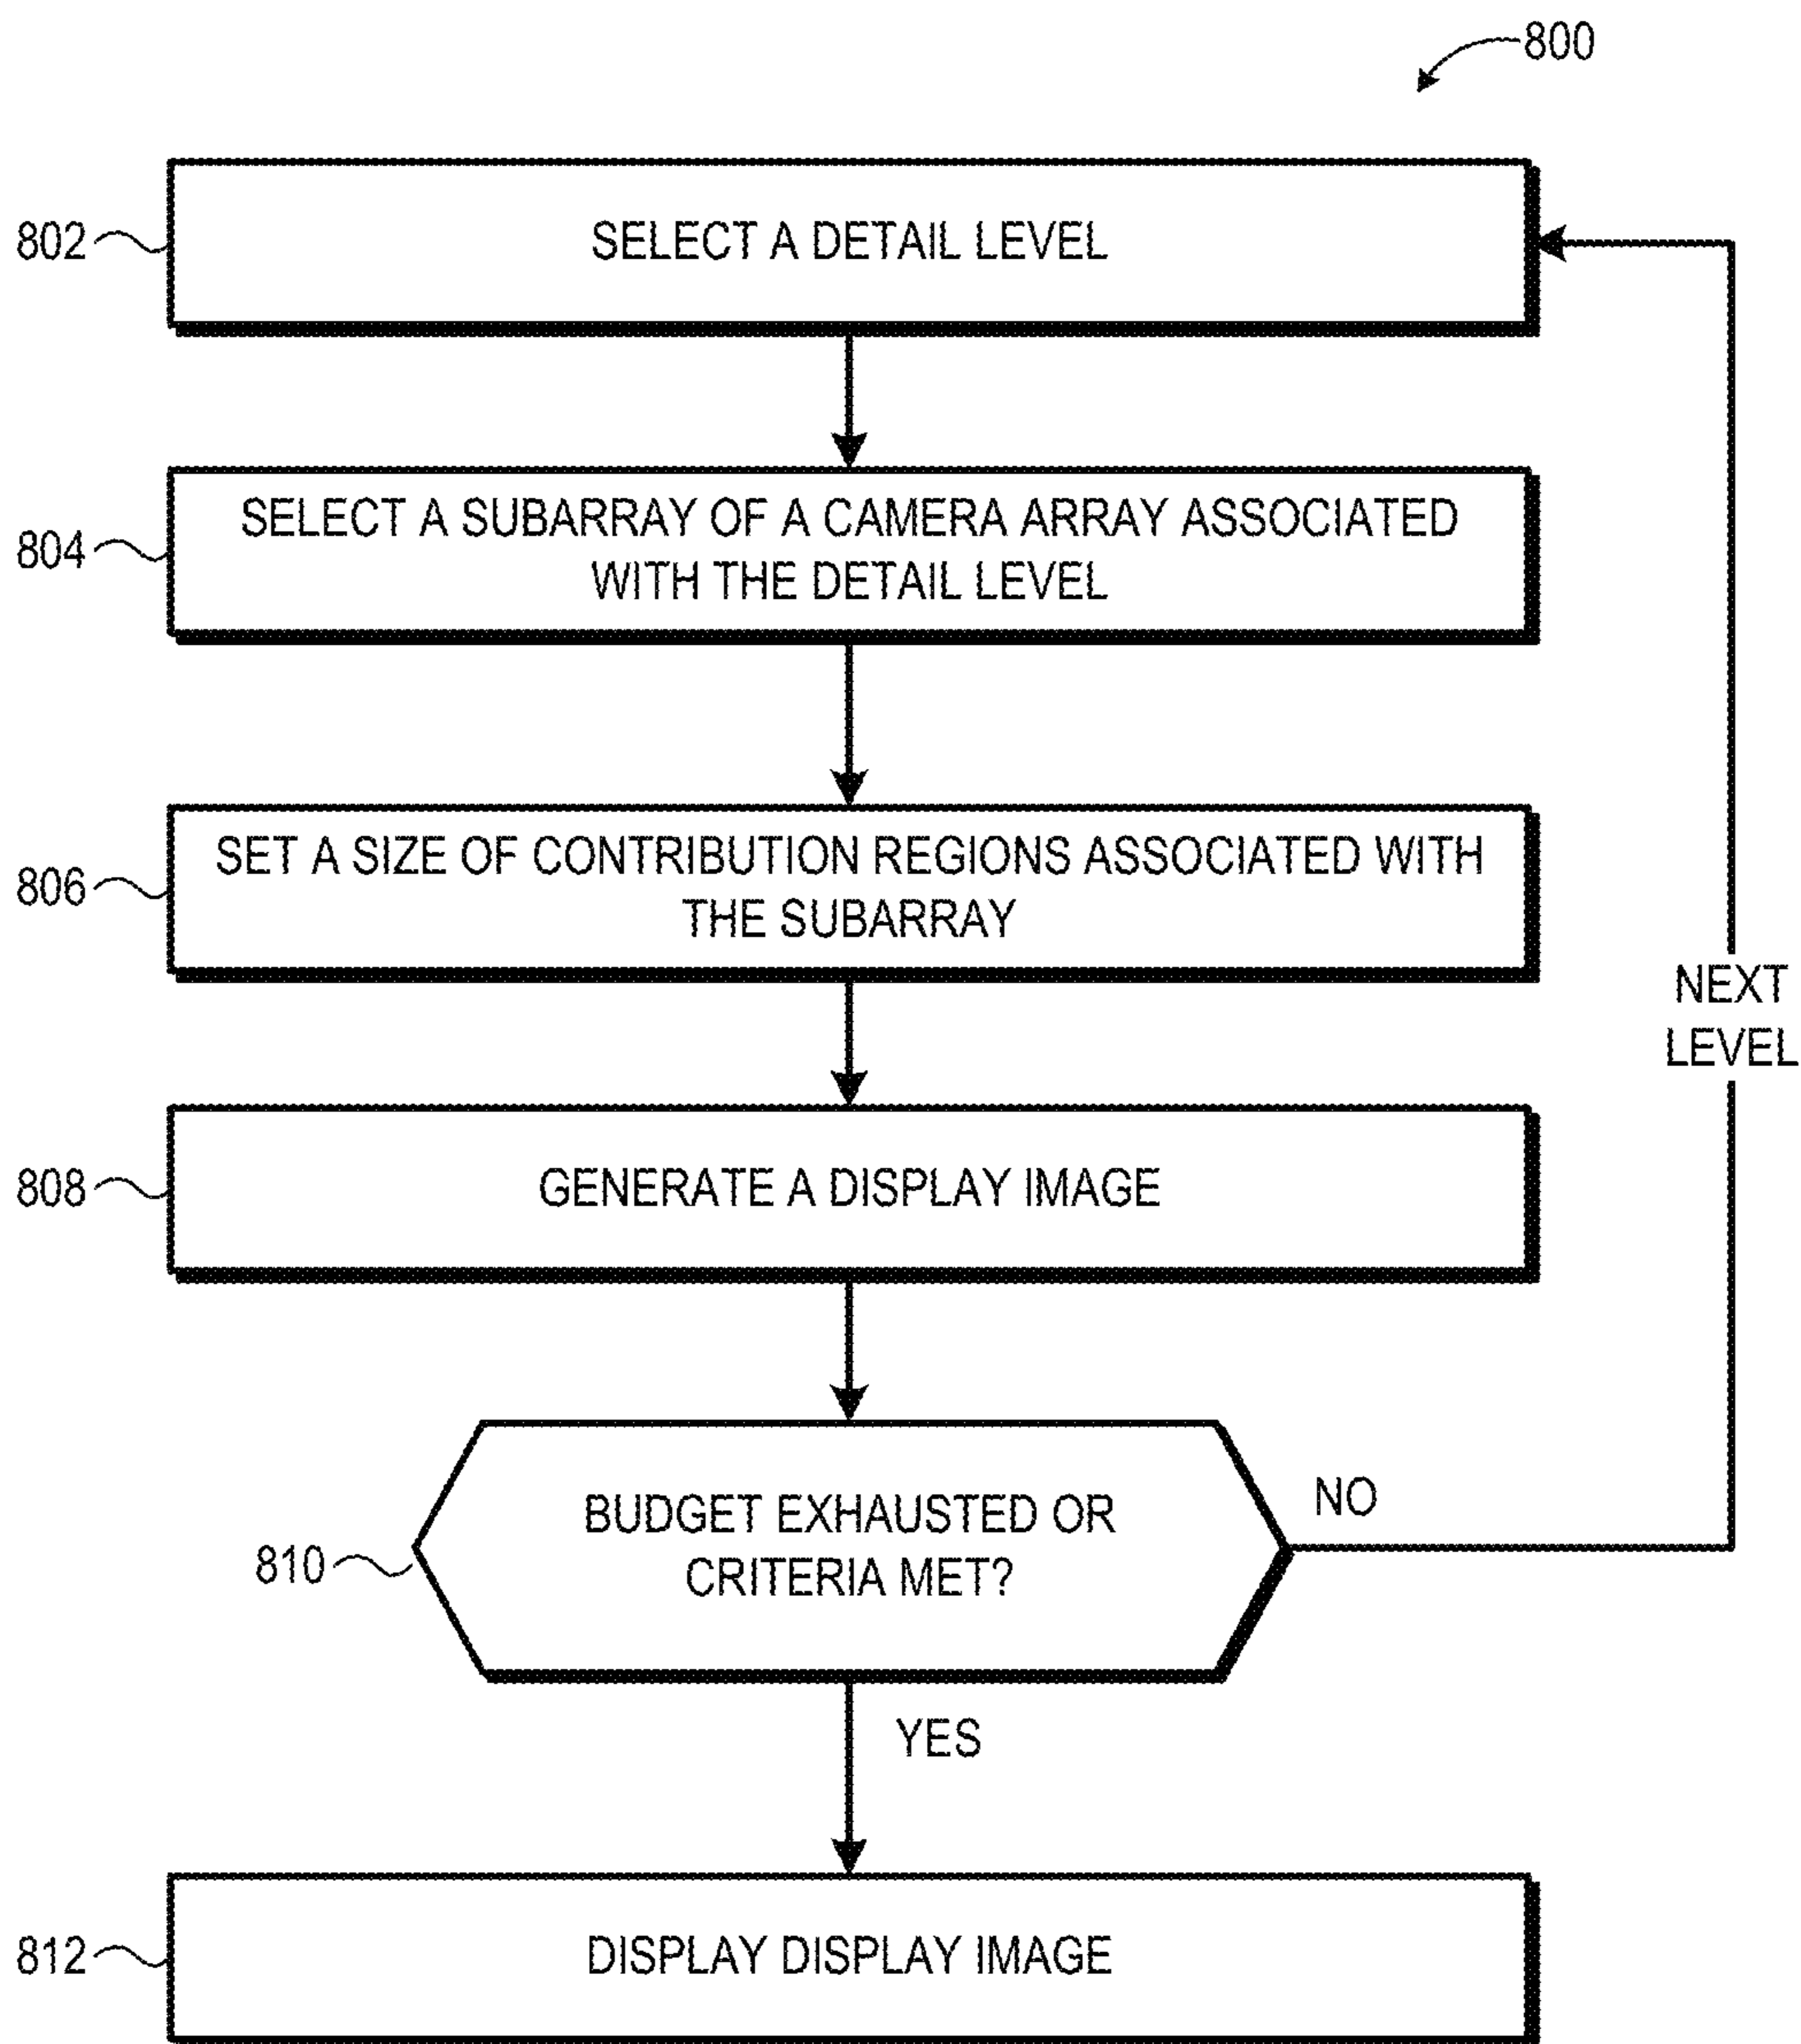 800
802
SELECT A DETAIL LEVEL
804
SELECT A SUBARRAY OF A CAMERA ARRAY ASSOCIATED
WITH THE DETAIL LEVEL
806
SET A SIZE OF CONTRIBUTION REGIONS ASSOCIATED WITH
THE SUBARRAY
NEXT
LEVEL
808
GENERATE A DISPLAY IMAGE
810
BUDGET EXHAUSTED OR
CRITERIA MET?
NO
YES
812
DISPLAY DISPLAY IMAGE